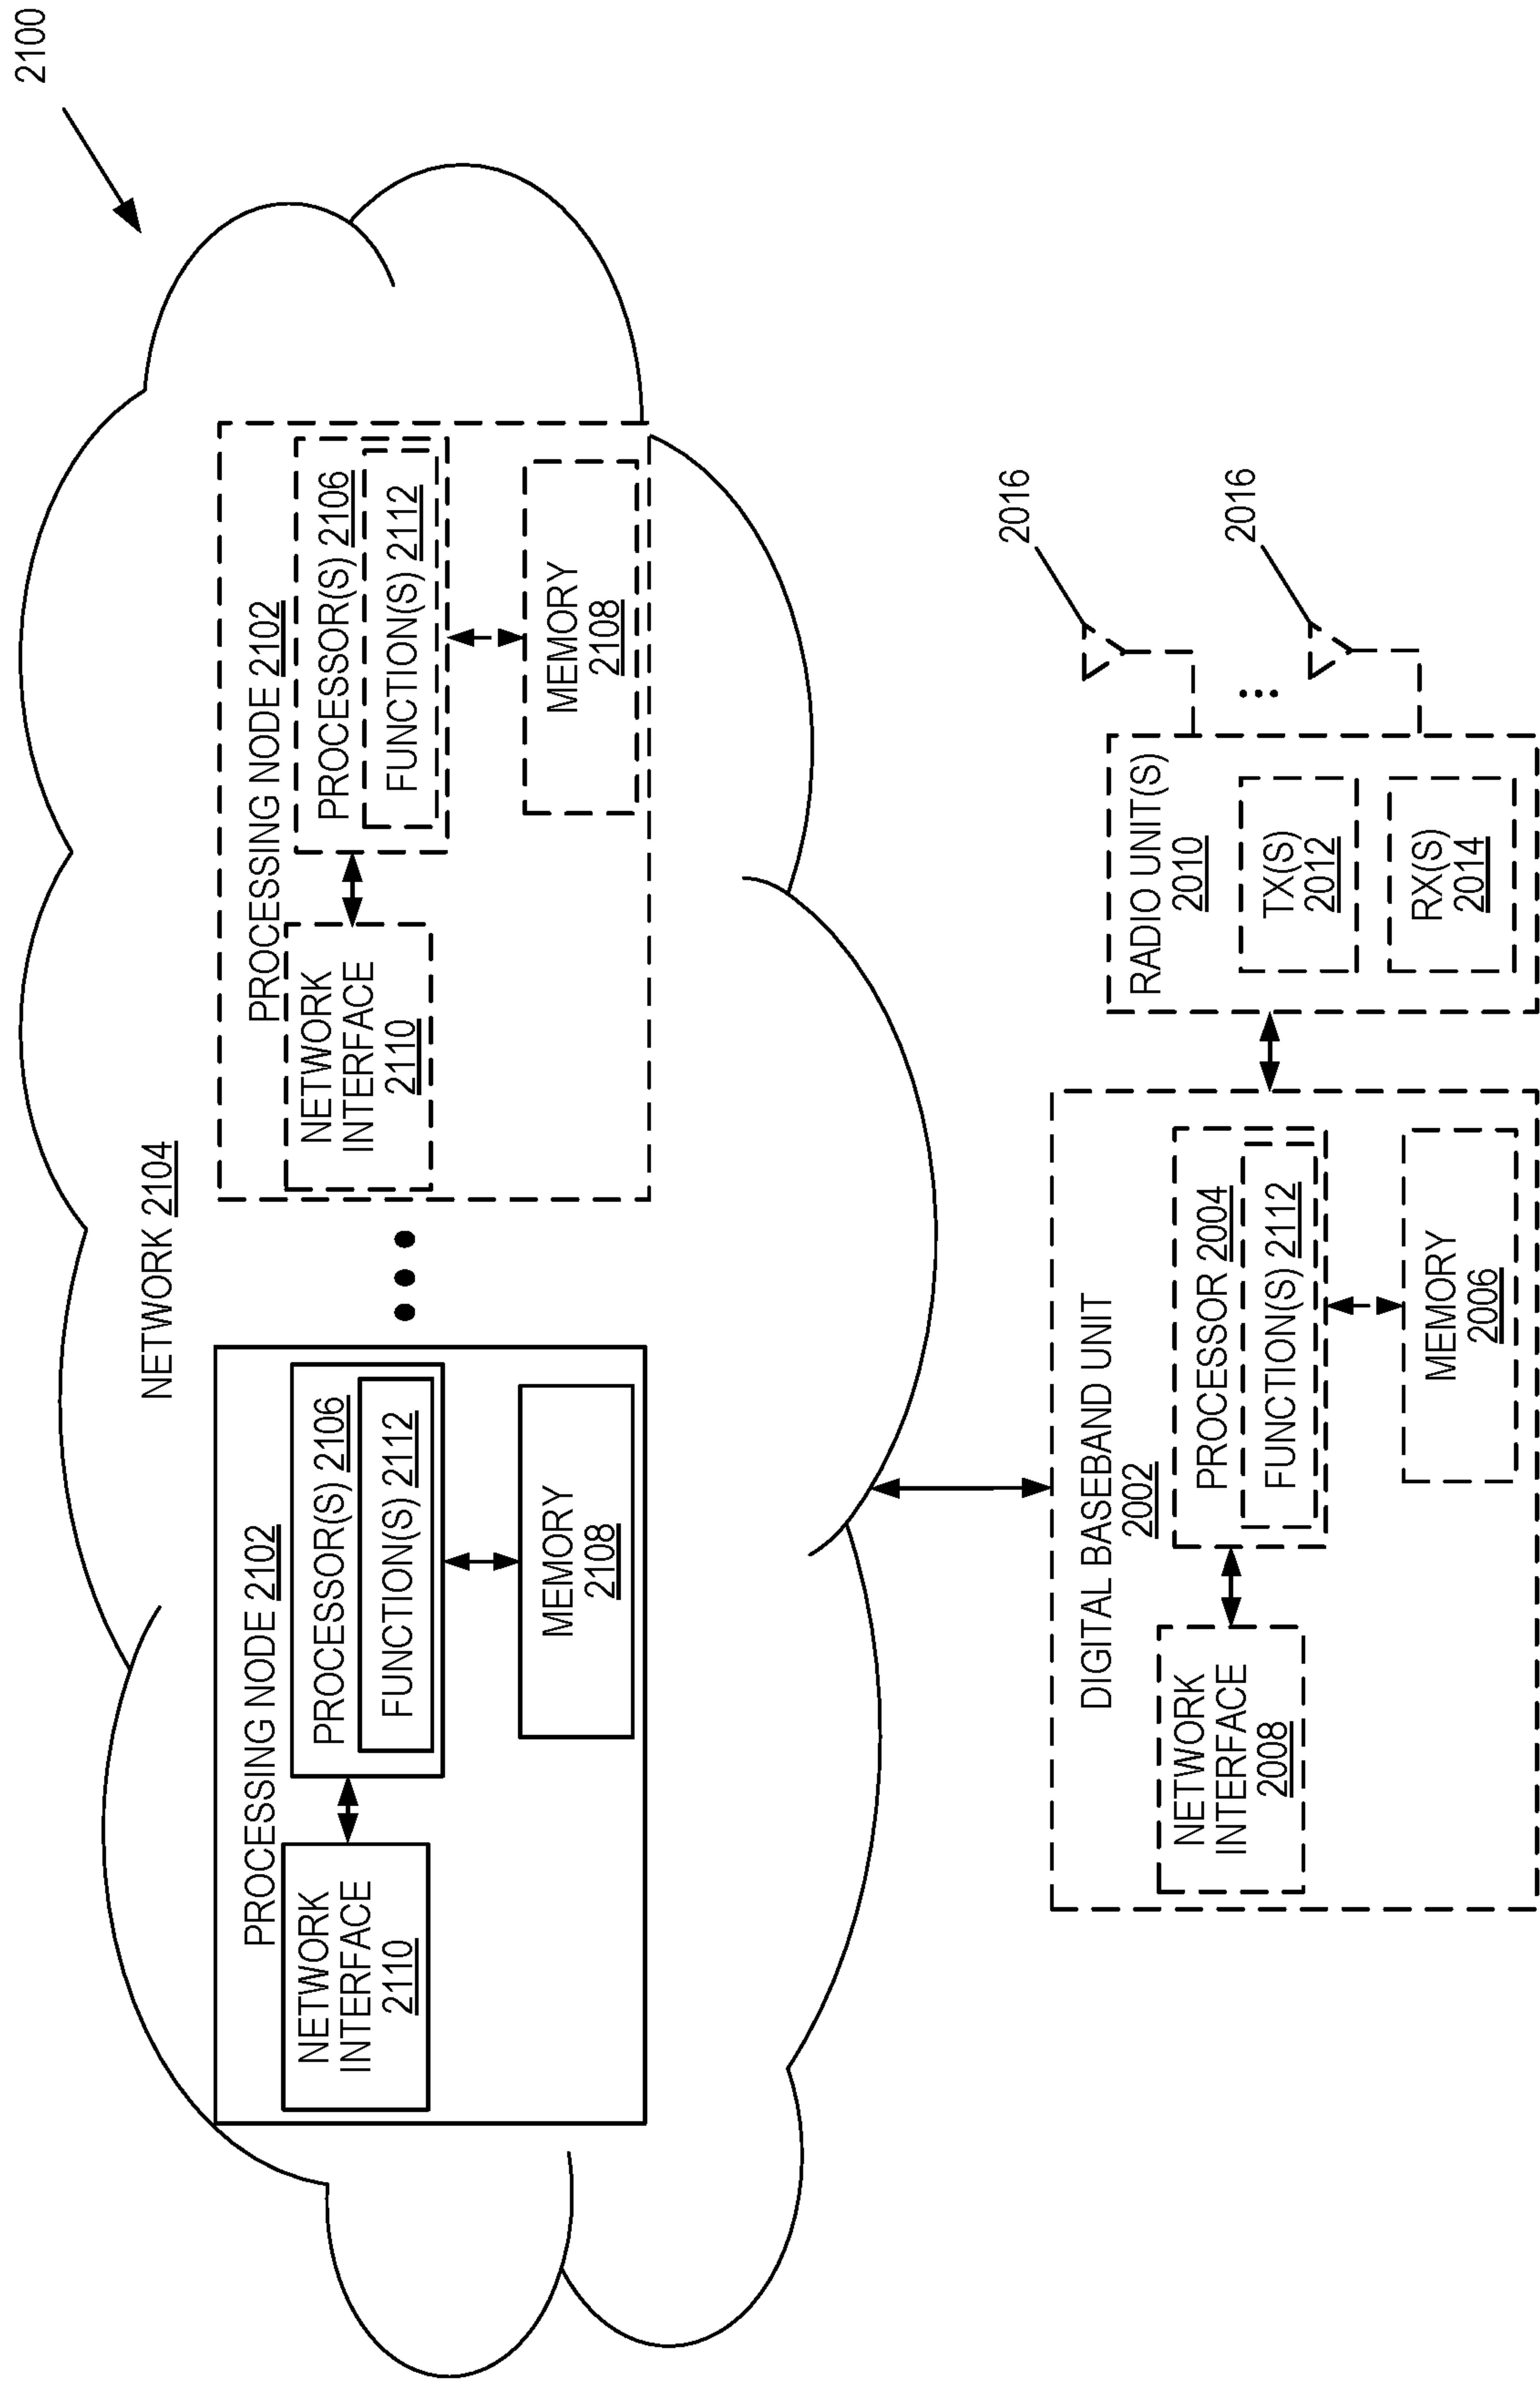 2100
NETWORK 2104
PROCESSING NODE 2102
NETWORK
INTERFACE
2110
PROCESSOR(S) 2106
FUNCTION(S) 2112
MEMORY
2108
PROCESSING NODE 2102
NETWORK
INTERFACE
2110
PROCESSOR(S) 2106
FUNCTION(S) 2112
MEMORY
2108
DIGITAL BASEBAND UNIT
2002
NETWORK
INTERFACE
2008
PROCESSOR 2004
FUNCTION(S) 2112
MEMORY
2006
RADIO UNIT(S)
2010
TX(S)
2012
RX(S)
2014
2016
2016